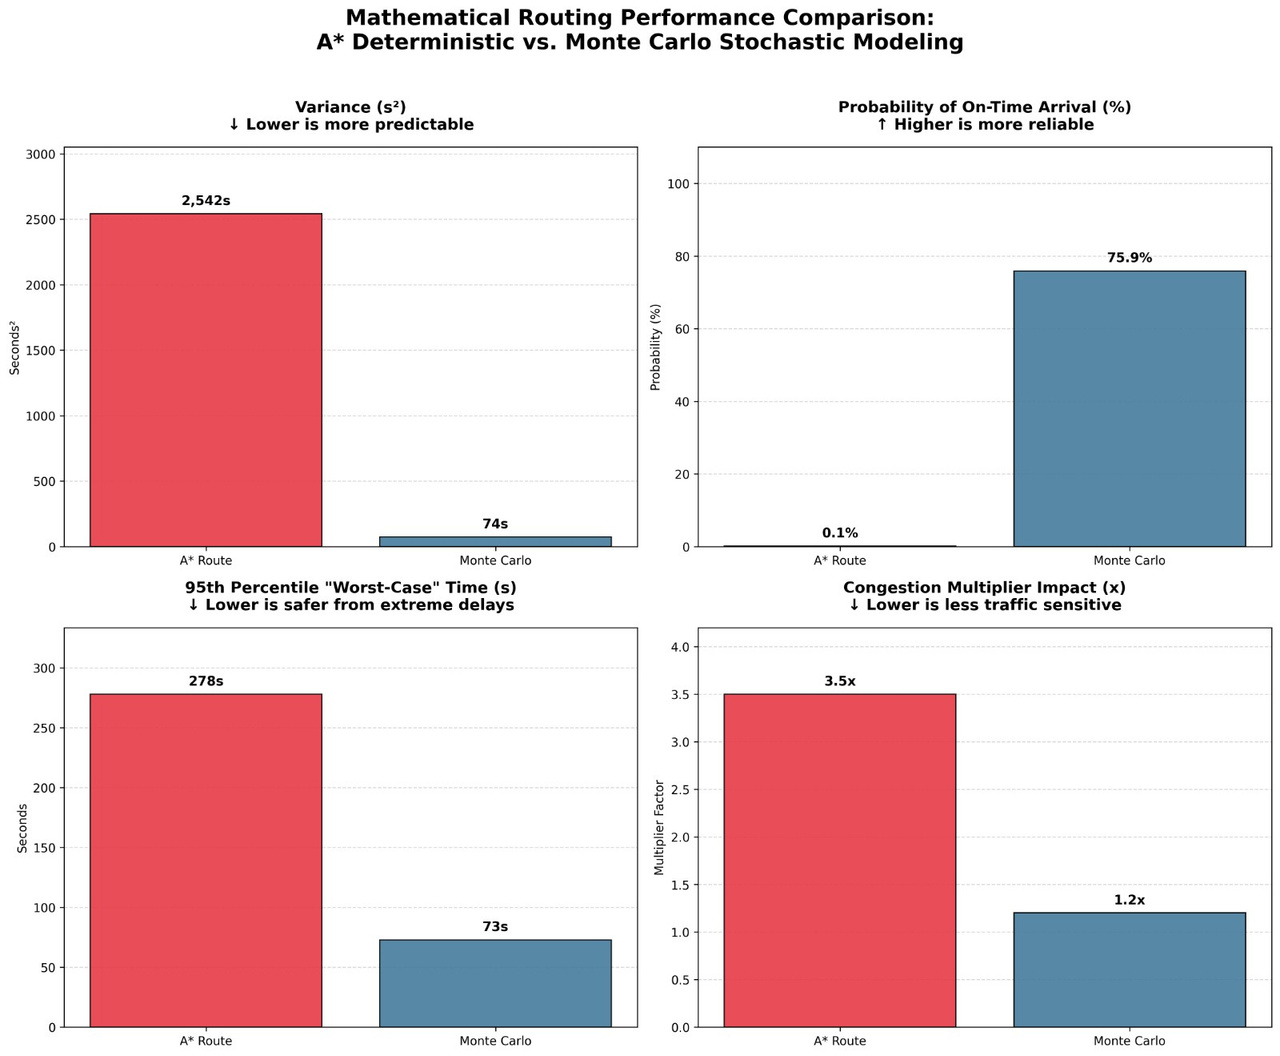 Mathematical Routing Performance Comparison:
A* Deterministic vs. Monte Carlo Stochastic Modeling
Variance (s²)
↓ Lower is more predictable
3000
2500
2000
1500
1000
500
0
Seconds²
2,542s
74s
A* Route
Monte Carlo
Probability of On-Time Arrival (%)
↑ Higher is more reliable
100
80
60
40
20
0
Probability (%)
0.1%
75.9%
A* Route
Monte Carlo
95th Percentile "Worst-Case" Time (s)
↓ Lower is safer from extreme delays
300
250
200
150
100
50
0
Seconds
278s
73s
A* Route
Monte Carlo
Congestion Multiplier Impact (x)
↓ Lower is less traffic sensitive
4.0
3.5
3.0
2.5
2.0
1.5
1.0
0.5
0.0
Multiplier Factor
3.5x
1.2x
A* Route
Monte Carlo